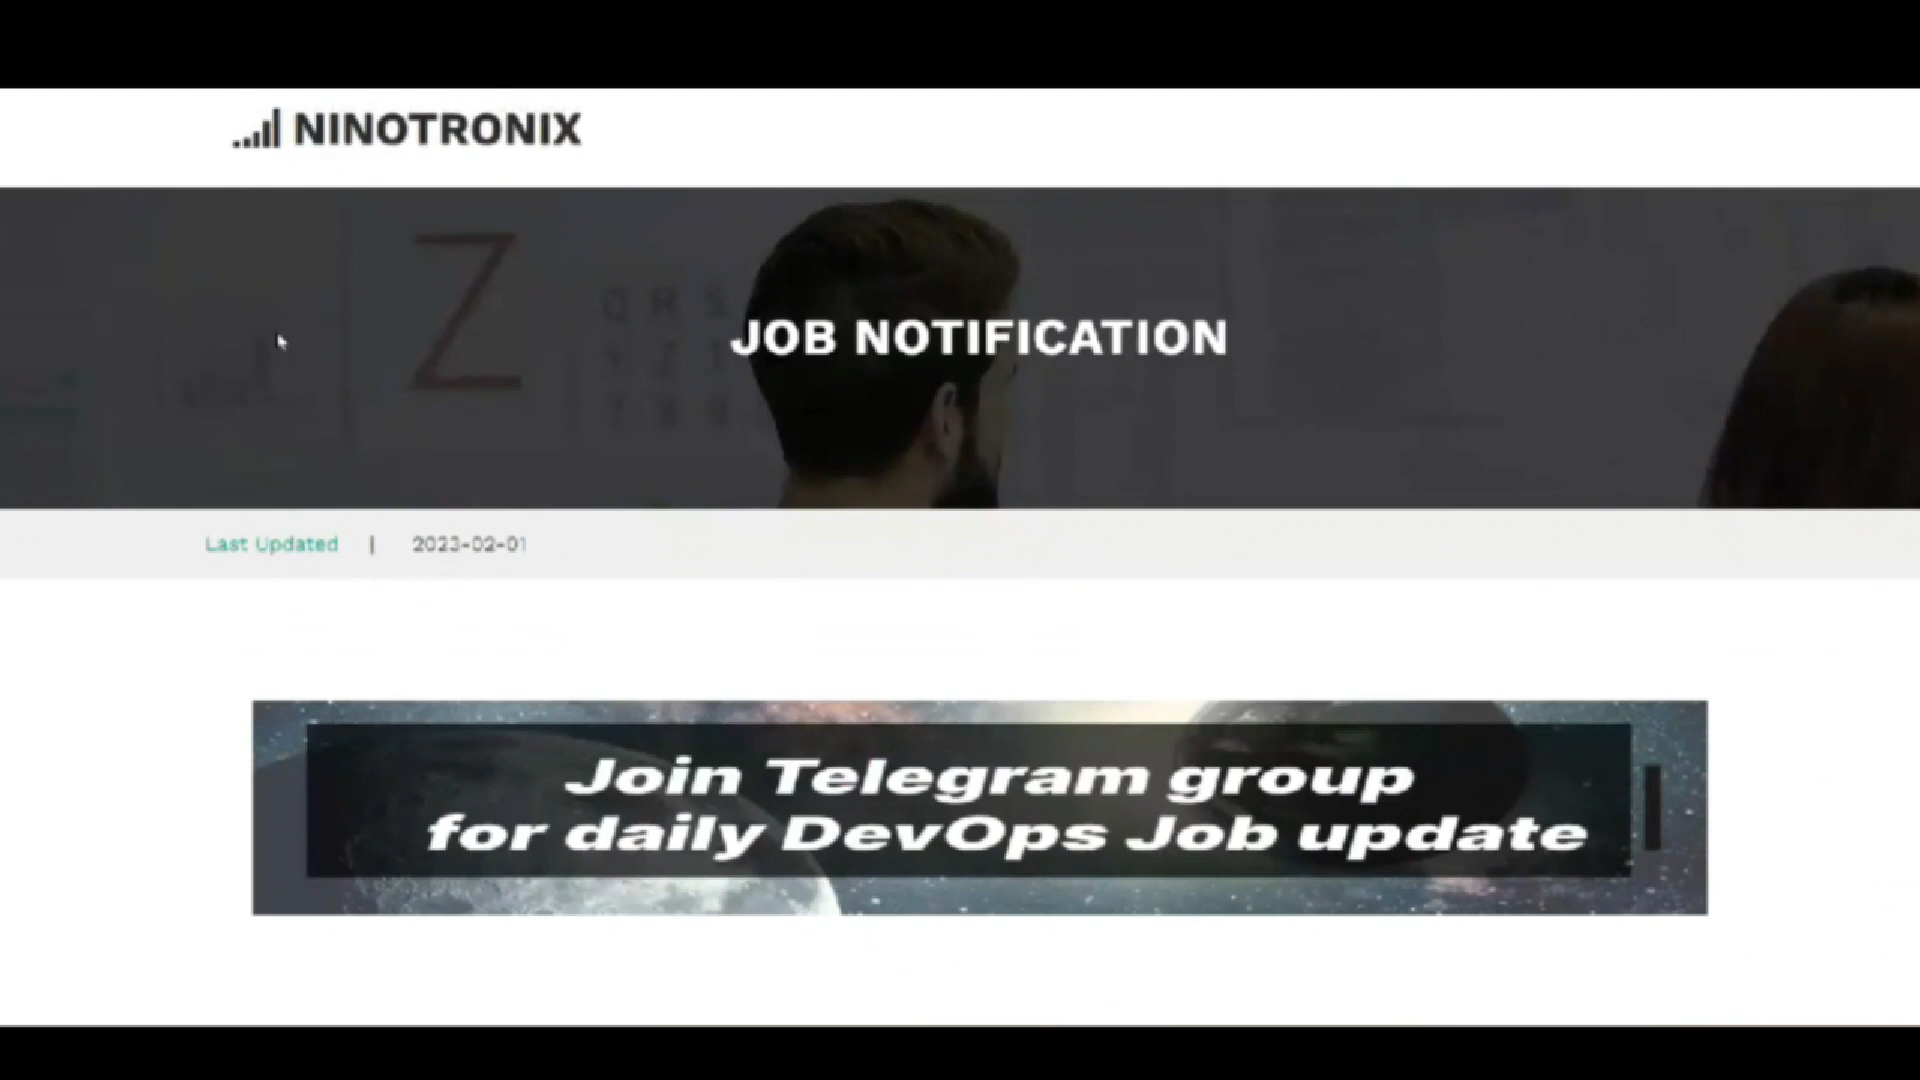 NINOTRONIX
Z
Q R S
JOB NOTIFICATION
Last Updated | 2023-02-01
Join Telegram group
for daily DevOps Job update